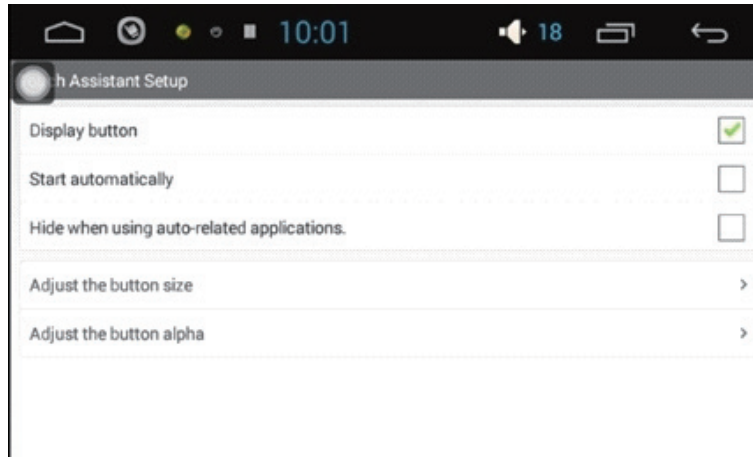 10:01
18
h Assistant Setup
Display button
Start automatically
Hide when using auto-related applications.
Adjust the button size
Adjust the button alpha